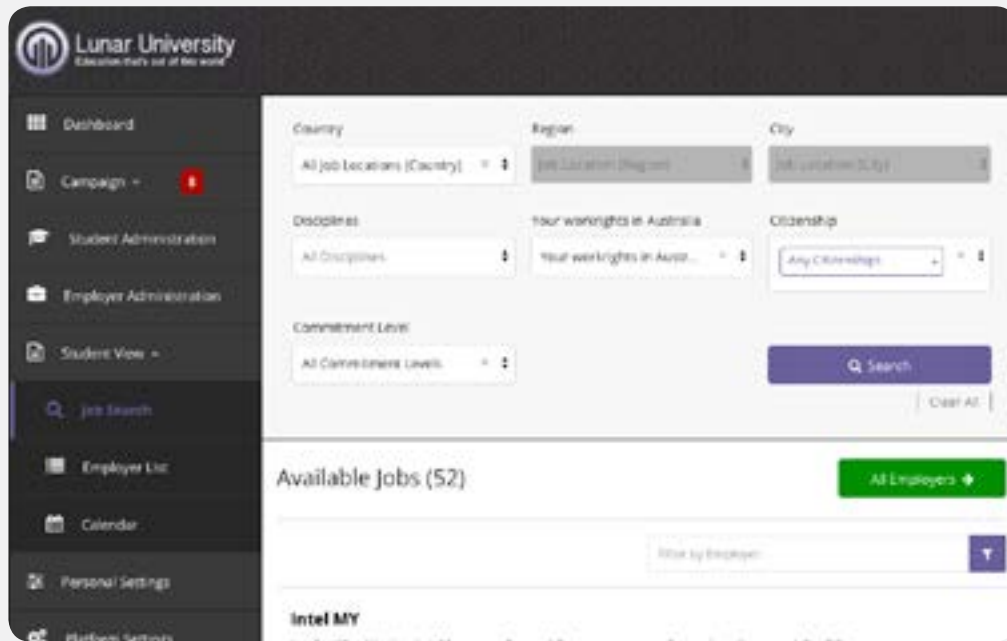 Lunar University
Education that's out of this world
Dashboard
Campaign
Student Administration
Employer Administration
Student View
Job Search
Employer List
Calendar
Personal Settings
Platform Settings
Country
Region
City
All Job Locations (Country)
Job Location (Region)
Job Location (City)
Disciplines
Your workrights in Australia
Citizenship
All Disciplines
Your workrights in Austr...
Any Citizenships
Commitment Level
All Commitment Levels
Search
Clear All
Available Jobs (52)
All Employers
Filter by Employer
Intel MY